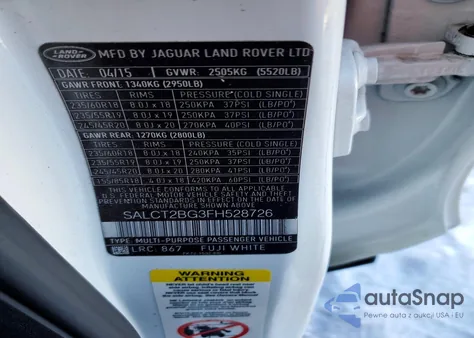 LAND ROVER
MFD BY JAGUAR LAND ROVER LTD
DATE 04/15 GVWR: 2505KG (5520LB)
GAWR FRONT: 1340KG (2950LB)
TIRES RIMS PRESSURE (COLD SINGLE)
235/60R18 8.0J x 18 250KPA 37PSI (LB/PO²)
235/55R19 8.0J x 19 250KPA 37PSI (LB/PO²)
245/45R20 8.0J x 20 270KPA 40PSI (LB/PO²)
GAWR REAR: 1270KG (2800LB)
TIRES RIMS PRESSURE (COLD SINGLE)
235/60R18 8.0J x 18 240KPA 35PSI (LB/PO²)
235/55R19 8.0J x 19 250KPA 37PSI (LB/PO²)
245/45R20 8.0J x 20 280KPA 41PSI (LB/PO²)
4.0J x 18 420KPA 60PSI (LB/PO²)
THIS VEHICLE CONFORMS TO ALL APPLICABLE
FEDERAL MOTOR VEHICLE SAFETY AND THEFT
PREVENTION STANDARDS IN EFFECT ON THE
DATE OF MANUFACTURE SHOWN ABOVE.
SALCT2BG3FH528726
TYPE: MULTI-PURPOSE PASSENGER VEHICLE
LRC: 867 FUJI WHITE
WARNING
ATTENTION
autoSnap
Pewne auta z USA i EU